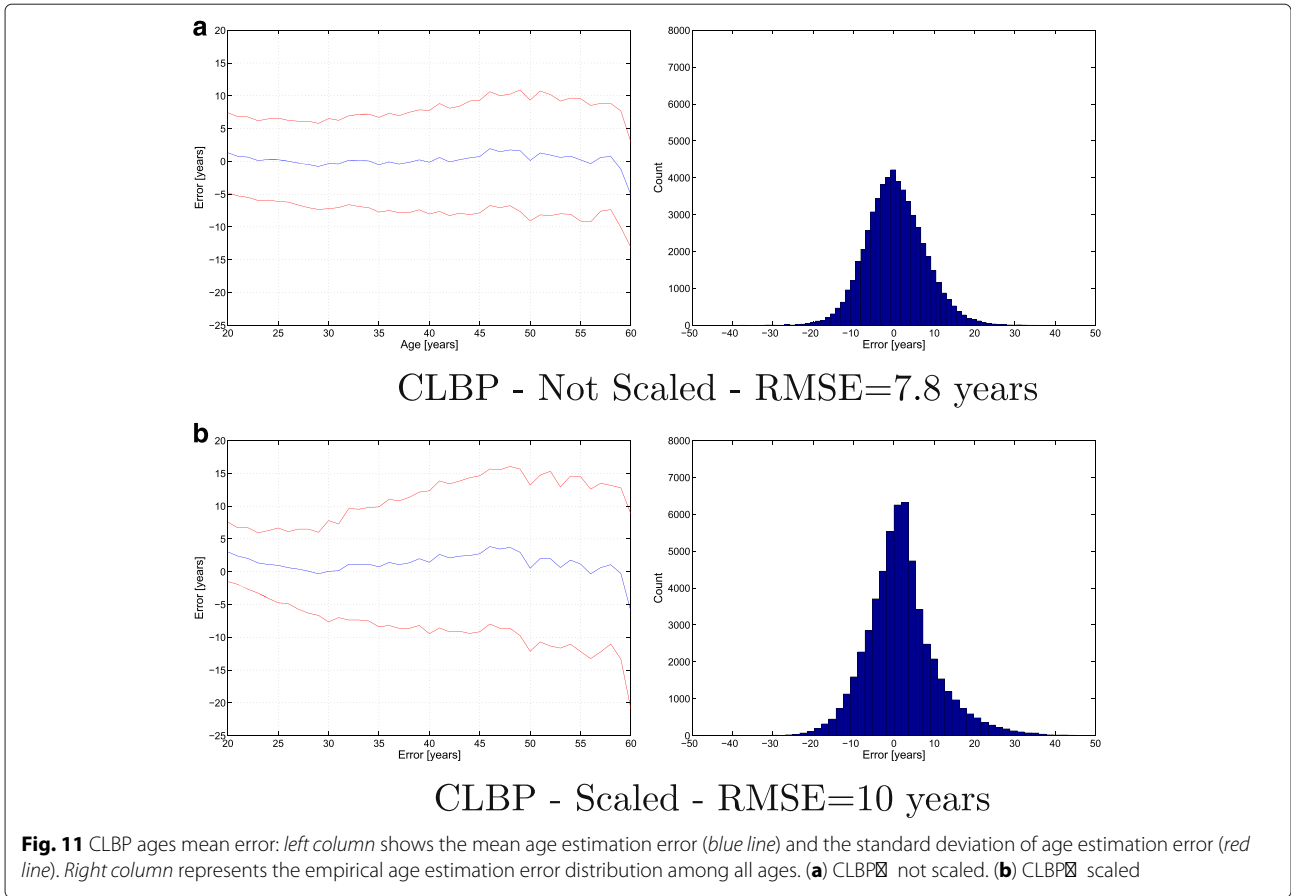 a
20
15
10
5
0
−5
−10
−15
−20
−25
20 25 30 35 40 45 50 55 60
Error [years]
Age [years]
8000
7000
6000
5000
4000
3000
2000
1000
0
−50 −40 −30 −20 −10 0 10 20 30 40 50
Count
Error [years]
CLBP - Not Scaled - RMSE=7.8 years
b
20
15
10
5
0
−5
−10
−15
−20
−25
20 25 30 35 40 45 50 55 60
Error [years]
Error [years]
8000
7000
6000
5000
4000
3000
2000
1000
0
−50 −40 −30 −20 −10 0 10 20 30 40 50
Count
Error [years]
CLBP - Scaled - RMSE=10 years
Fig. 11 CLBP ages mean error: left column shows the mean age estimation error (blue line) and the standard deviation of age estimation error (red
line). Right column represents the empirical age estimation error distribution among all ages. (a) CLBP not scaled. (b) CLBP scaled